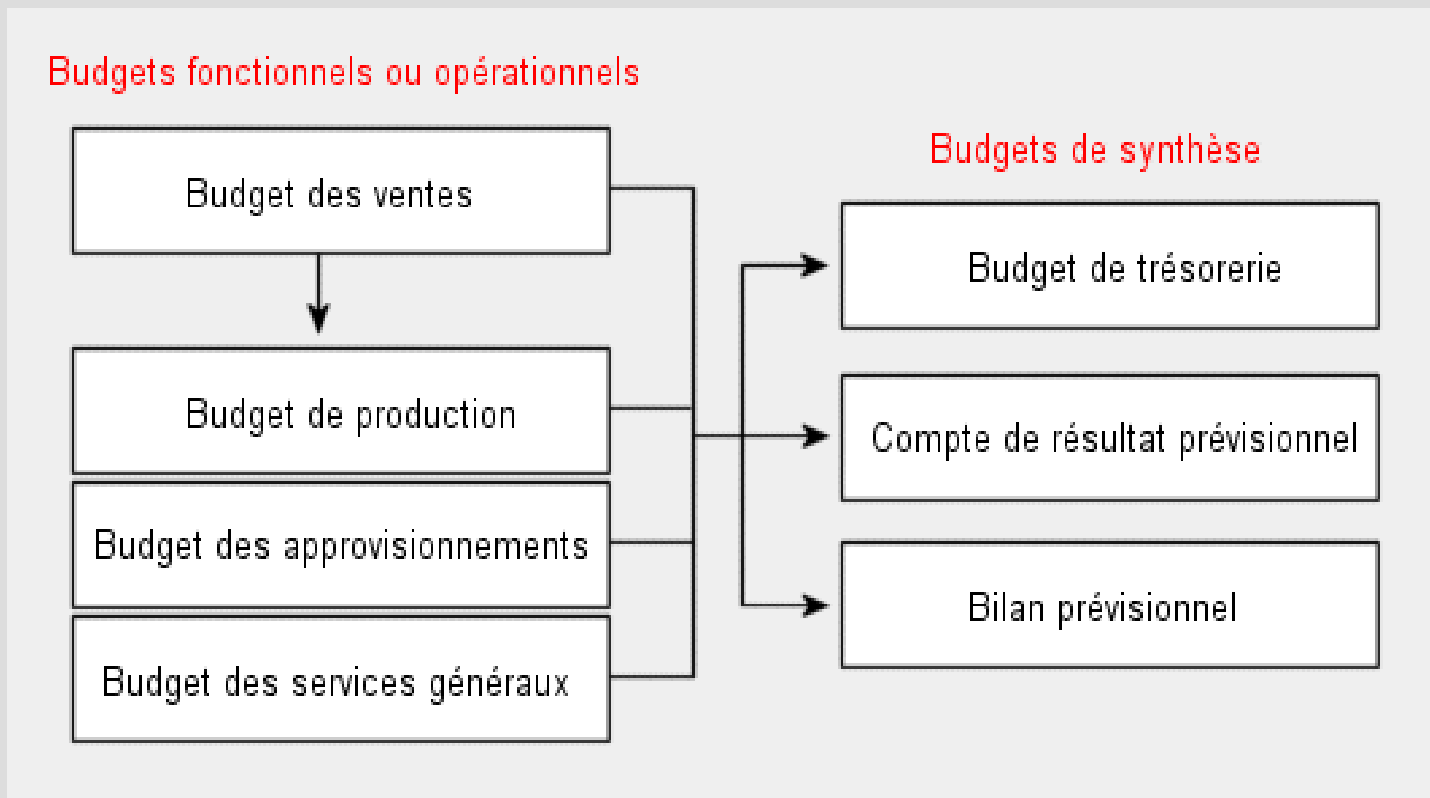 Budgets fonctionnels ou opérationnels
Budget des ventes
Budget de production
Budget des approvisionnements
Budget des services généraux
Budgets de synthèse
Budget de trésorerie
Compte de résultat prévisionnel
Bilan prévisionnel